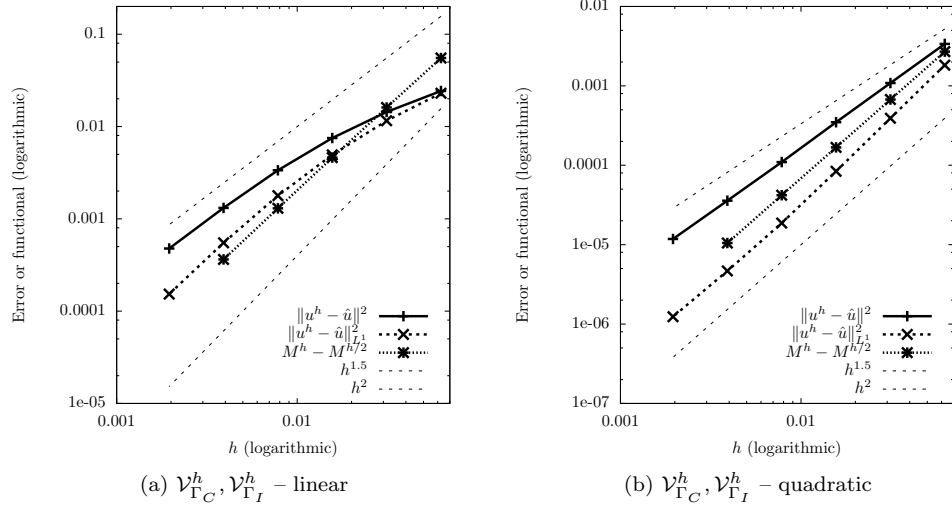 Error or functional (logarithmic)
0.1
0.01
0.001
0.0001
1e-05
‖u^h − û‖^2
‖u^h − û‖^2_{L1}
M^h − M^{h/2}
h^{1.5}
h^2
0.001 0.01
h (logarithmic)
(a) 𝒱^h_{Γ_C}, 𝒱^h_{Γ_I} – linear
Error or functional (logarithmic)
0.01
0.001
0.0001
1e-05
1e-06
1e-07
‖u^h − û‖^2
‖u^h − û‖^2_{L1}
M^h − M^{h/2}
h^{1.5}
h^2
0.001 0.01
h (logarithmic)
(b) 𝒱^h_{Γ_C}, 𝒱^h_{Γ_I} – quadratic